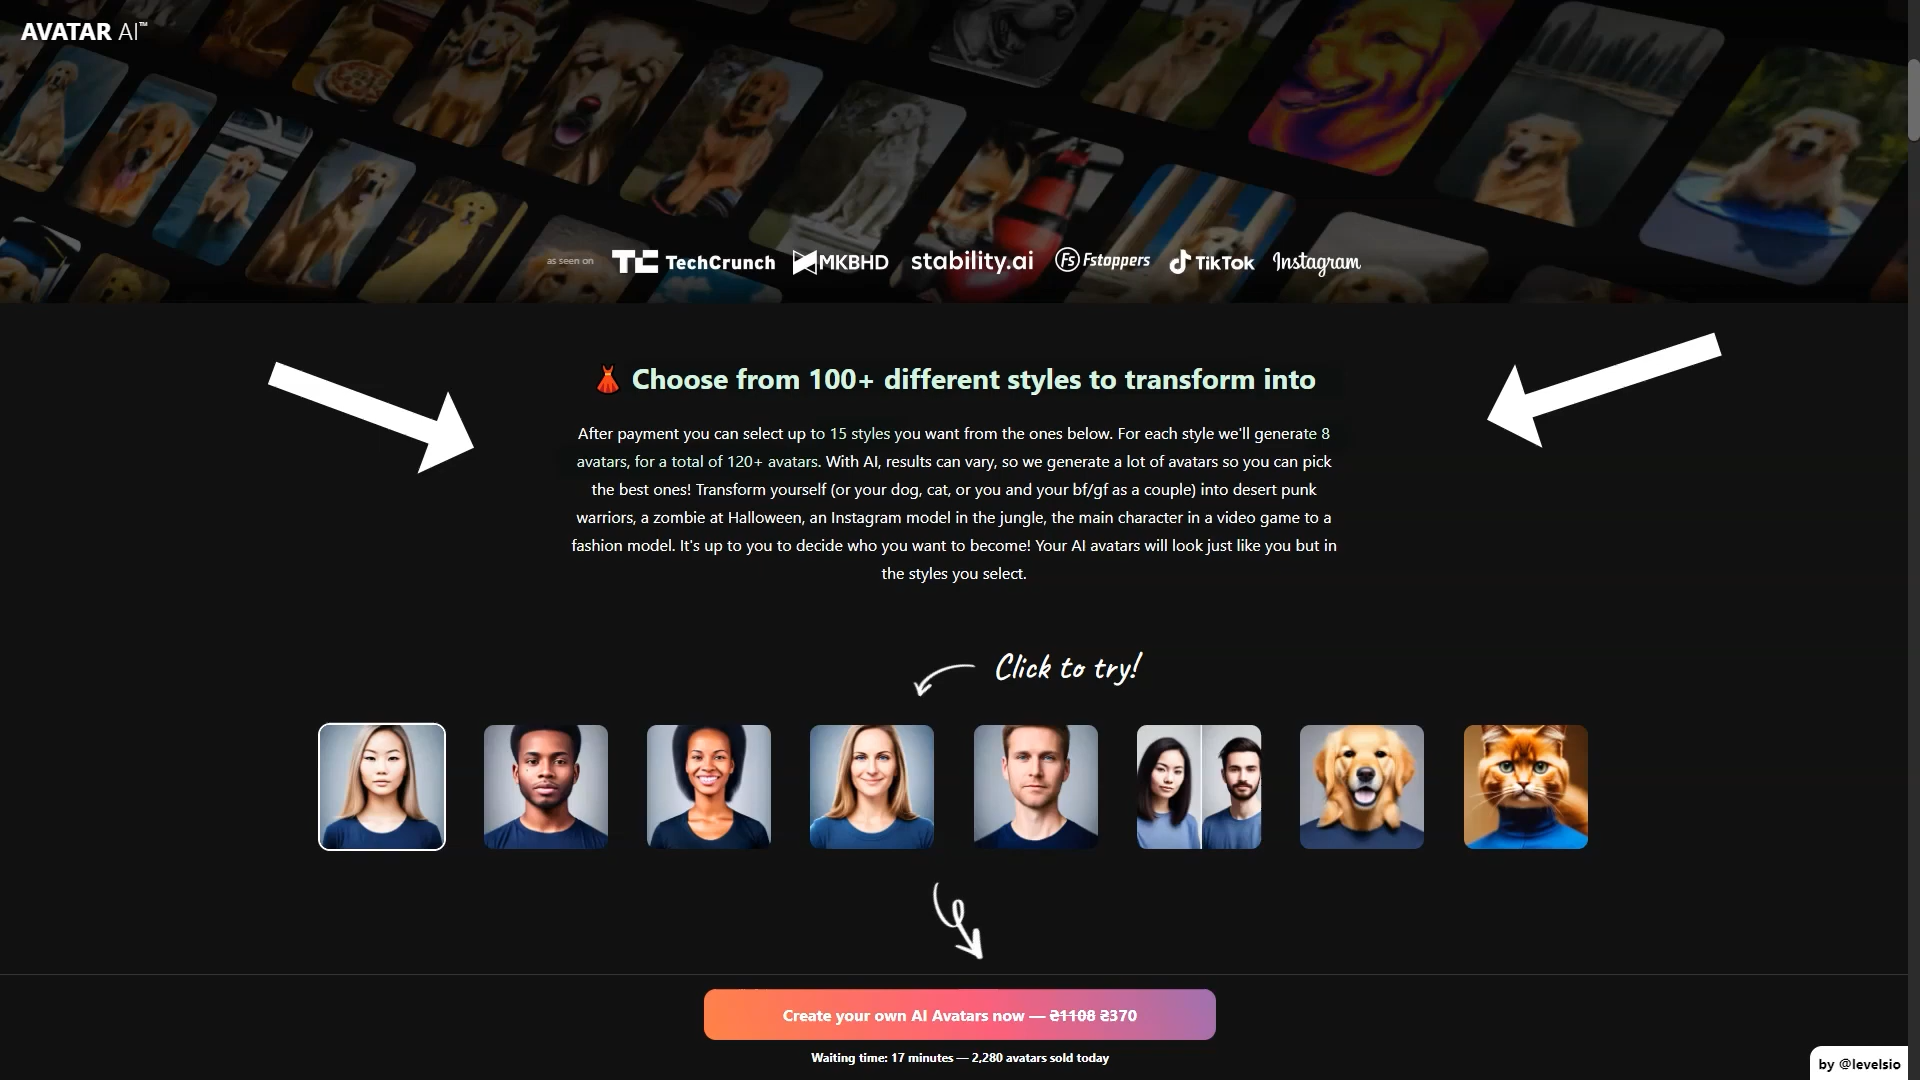 AVATAR AI™
as seen on TechCrunch MKBHD stability.ai Fs Fstoppers TikTok Instagram
Choose from 100+ different styles to transform into
After payment you can select up to 15 styles you want from the ones below. For each style we'll generate 8
avatars, for a total of 120+ avatars. With AI, results can vary, so we generate a lot of avatars so you can pick
the best ones! Transform yourself (or your dog, cat, or you and your bf/gf as a couple) into desert punk
warriors, a zombie at Halloween, an Instagram model in the jungle, the main character in a video game to a
fashion model. It's up to you to decide who you want to become! Your AI avatars will look just like you but in
the styles you select.
Click to try!
Create your own AI Avatars now — ₴1108 ₴370
Waiting time: 17 minutes — 2,280 avatars sold today
by @levelsio